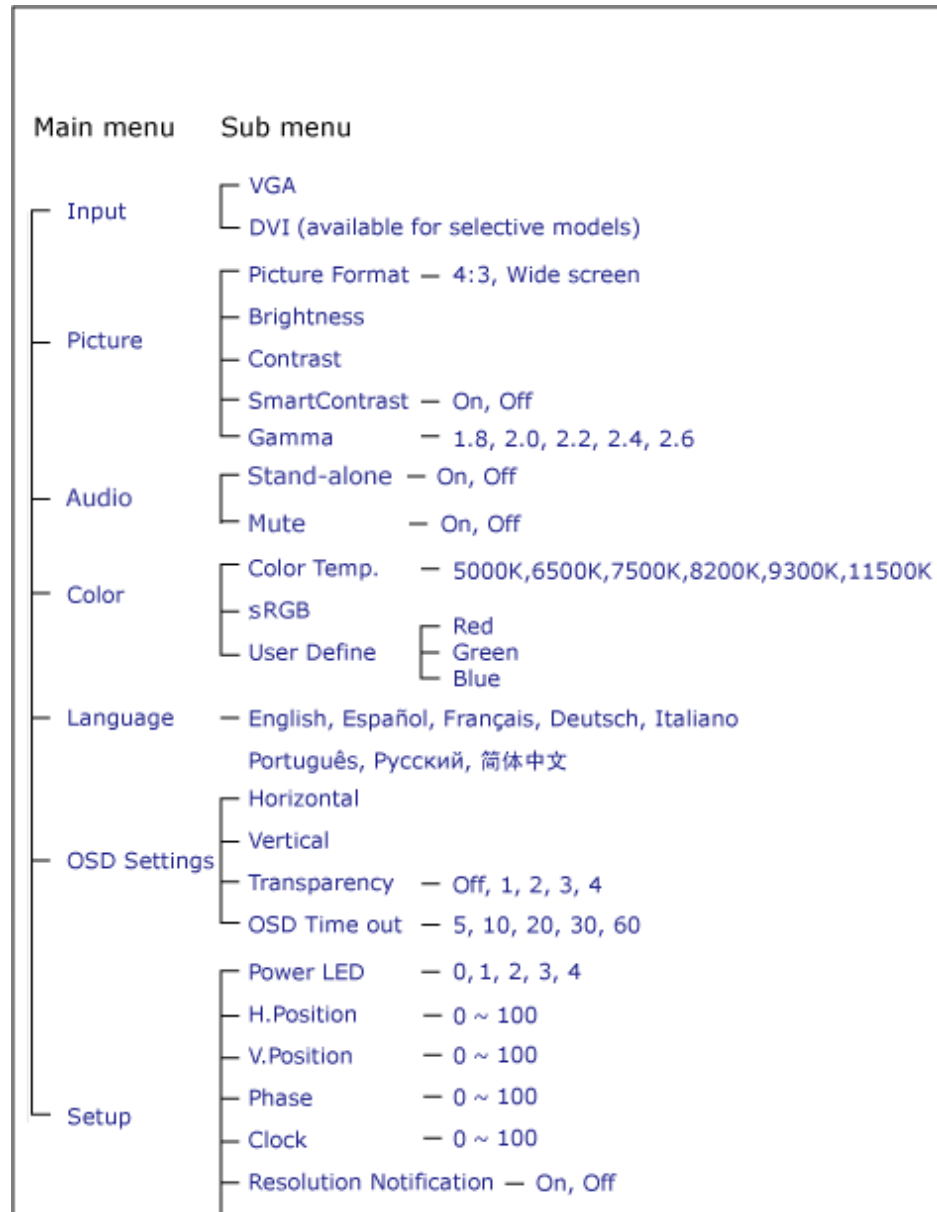 Main menu Sub menu
VGA
Input
DVI (available for selective models)
Picture Format — 4:3, Wide screen
Brightness
Picture
Contrast
SmartContrast — On, Off
Gamma — 1.8, 2.0, 2.2, 2.4, 2.6
Stand-alone — On, Off
Audio
Mute — On, Off
Color Temp. — 5000K,6500K,7500K,8200K,9300K,11500K
Color
sRGB
Red
User Define Green
Blue
Language — English, Español, Français, Deutsch, Italiano
Português, Русский, 简体中文
Horizontal
Vertical
OSD Settings
Transparency — Off, 1, 2, 3, 4
OSD Time out — 5, 10, 20, 30, 60
Power LED — 0, 1, 2, 3, 4
H.Position — 0 ~ 100
V.Position — 0 ~ 100
Phase — 0 ~ 100
Setup
Clock — 0 ~ 100
Resolution Notification — On, Off